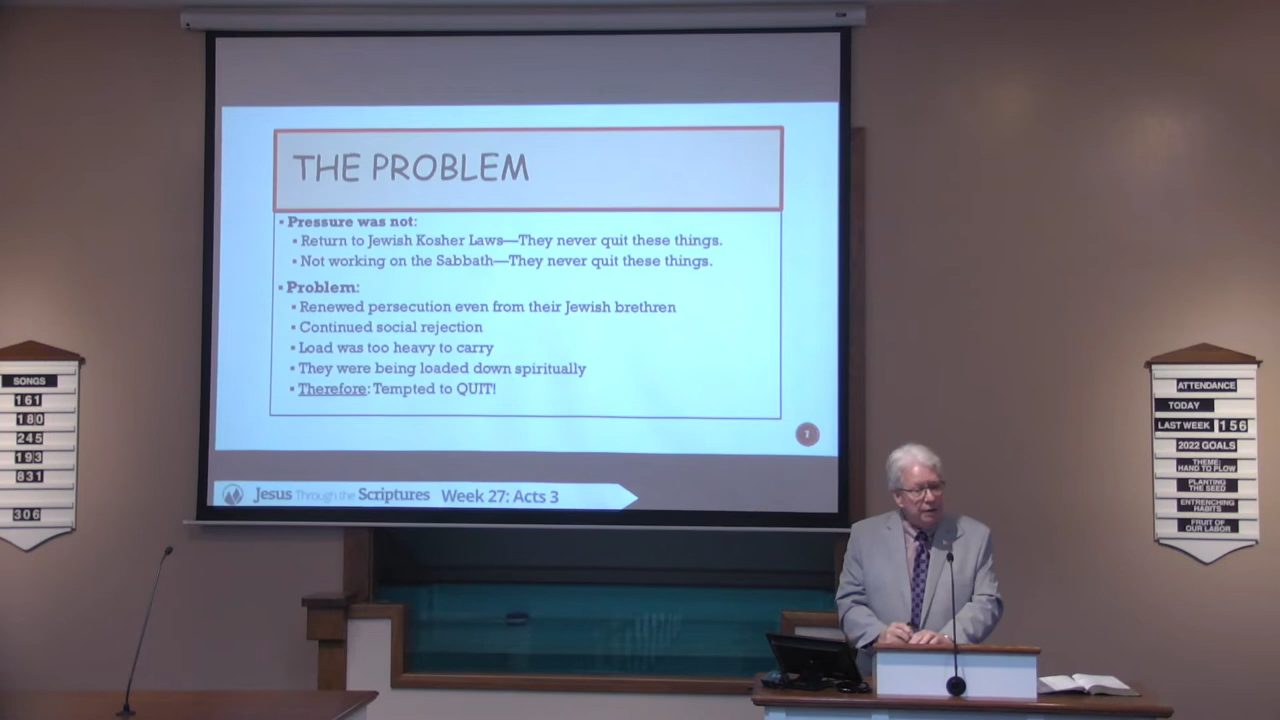 THE PROBLEM
▪ Pressure was not:
▪ Return to Jewish Kosher Laws—They never quit these things.
▪ Not working on the Sabbath—They never quit these things.
▪ Problem:
▪ Renewed persecution even from their Jewish brethren
▪ Continued social rejection
▪ Load was too heavy to carry
▪ They were being loaded down spiritually
▪ Therefore: Tempted to QUIT!
7
Jesus Through the Scriptures Week 27: Acts 3
SONGS
161
180
245
193
831
306
ATTENDANCE
TODAY
LAST WEEK 156
2022 GOALS
THEME:
HAND TO PLOW
PLANTING
THE SEED
ENTRENCHING
HABITS
FRUIT OF
OUR LABOR